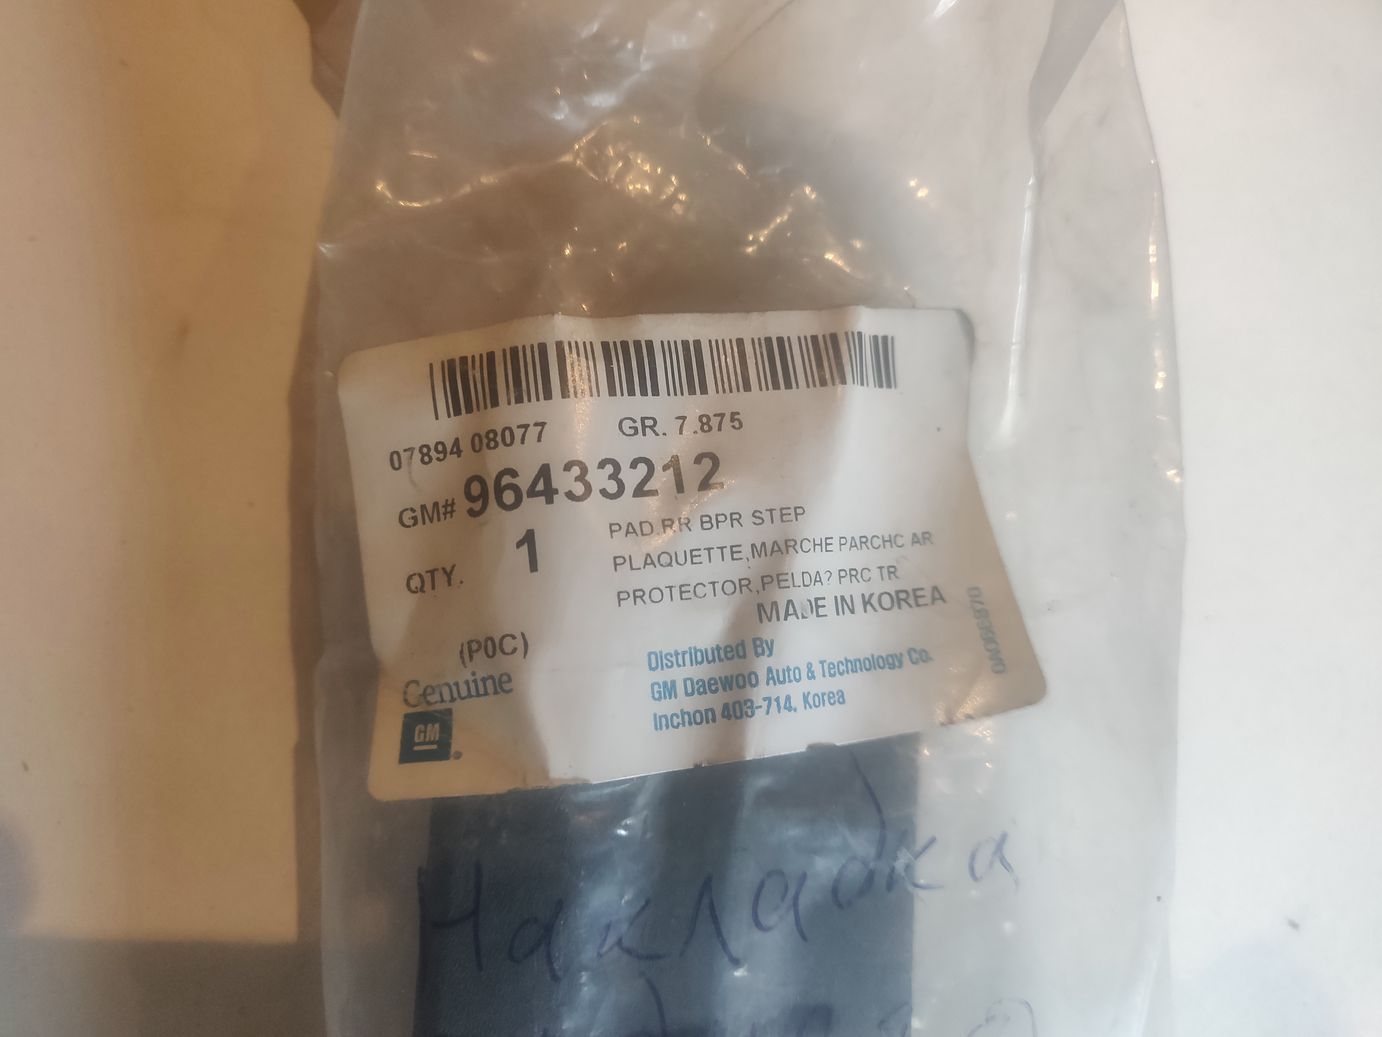 07894 08077 GR. 7.875
GM# 96433212
QTY. 1
PAD.RR BPR STEP
PLAQUETTE,MARCHE PARCHC AR
PROTECTOR,PELDA? PRC TR
MADE IN KOREA
(P0C)
Genuine
GM
Distributed By
GM Daewoo Auto & Technology Co.
Inchon 403-714, Korea
Накладка